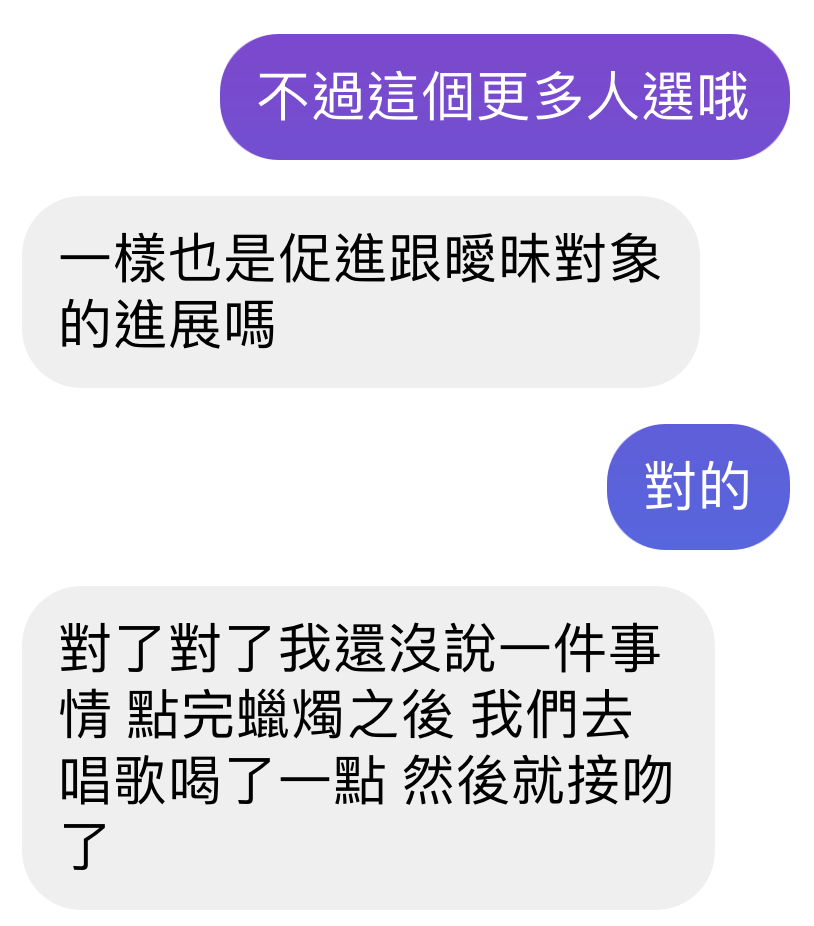 不過這個更多人選哦
一樣也是促進跟曖昧對象
的進展嗎
對的
對了對了我還沒說一件事
情 點完蠟燭之後 我們去
唱歌喝了一點 然後就接吻
了